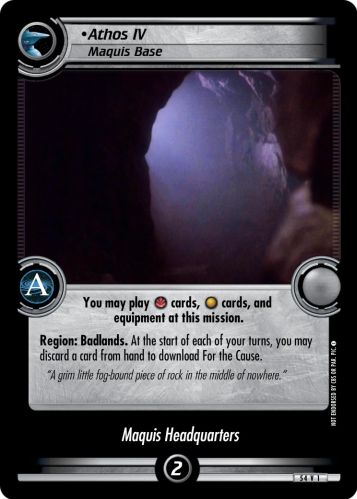 •Athos IV
Maquis Base
A
You may play cards, cards, and
equipment at this mission.
Region: Badlands. At the start of each of your turns, you may
discard a card from hand to download For the Cause.
"A grim little fog-bound piece of rock in the middle of nowhere."
Maquis Headquarters
2
54 V 1
NOT ENDORSED BY CBS OR PAR. PIC